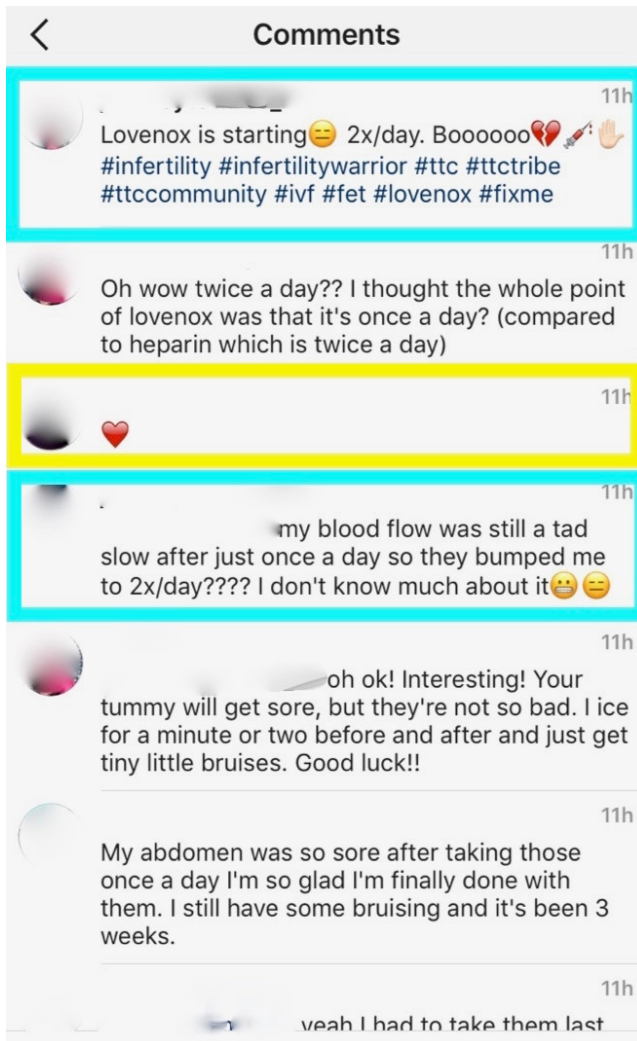 Comments
11h
Lovenox is starting😑 2x/day. Boooooo💔💉✋🏻
#infertility #infertilitywarrior #ttc #ttctribe
#ttccommunity #ivf #fet #lovenox #fixme
11h
Oh wow twice a day?? I thought the whole point
of lovenox was that it's once a day? (compared
to heparin which is twice a day)
11h
❤️
11h
my blood flow was still a tad
slow after just once a day so they bumped me
to 2x/day???? I don't know much about it😬😑
11h
oh ok! Interesting! Your
tummy will get sore, but they're not so bad. I ice
for a minute or two before and after and just get
tiny little bruises. Good luck!!
11h
My abdomen was so sore after taking those
once a day I'm so glad I'm finally done with
them. I still have some bruising and it's been 3
weeks.
11h
yeah I had to take them last